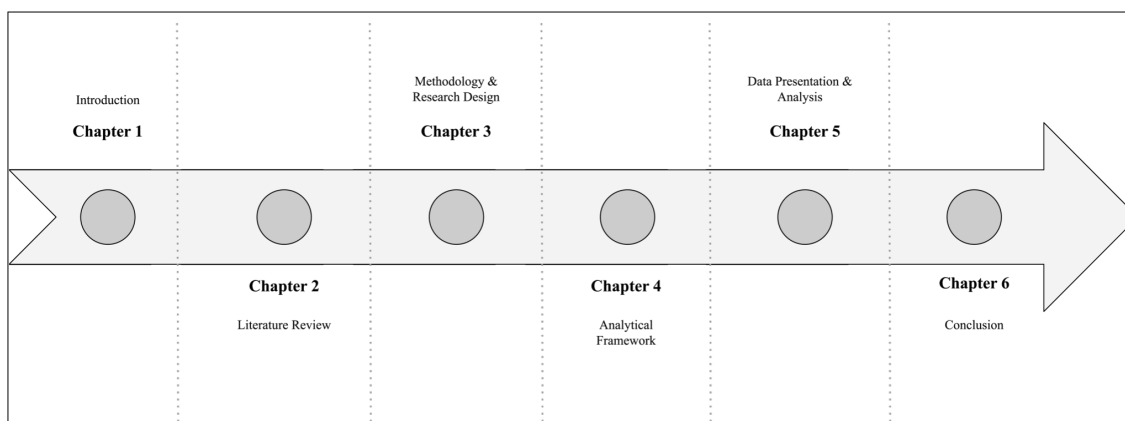 Introduction
Chapter 1
Chapter 2
Literature Review
Methodology &
Research Design
Chapter 3
Chapter 4
Analytical
Framework
Data Presentation &
Analysis
Chapter 5
Chapter 6
Conclusion